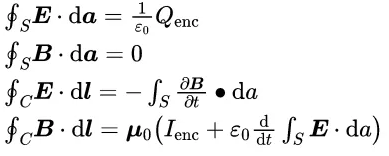 ∮_S 𝑬 · d𝒂 = 1/ε₀ Q_enc
∮_S 𝑩 · d𝒂 = 0
∮_C 𝑬 · d𝒍 = − ∫_S ∂𝑩/∂t • da
∮_C 𝑩 · d𝒍 = 𝝁₀(I_enc + ε₀ d/dt ∫_S 𝑬 · da)